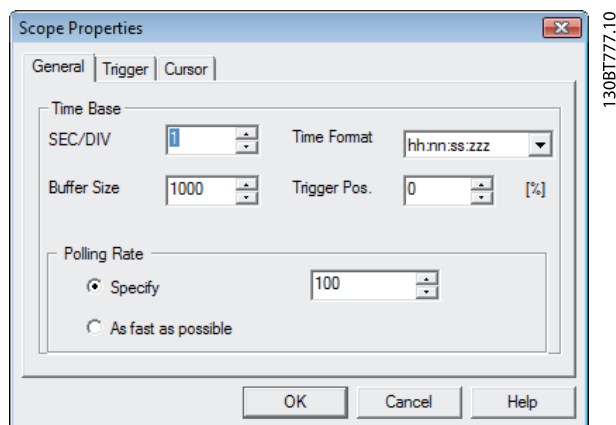 Scope Properties
General Trigger Cursor
Time Base
SEC/DIV 1 Time Format hh:nn:ss:zzz
Buffer Size 1000 Trigger Pos. 0 [%]
Polling Rate
Specify 100
As fast as possible
OK Cancel Help
130BT777.10